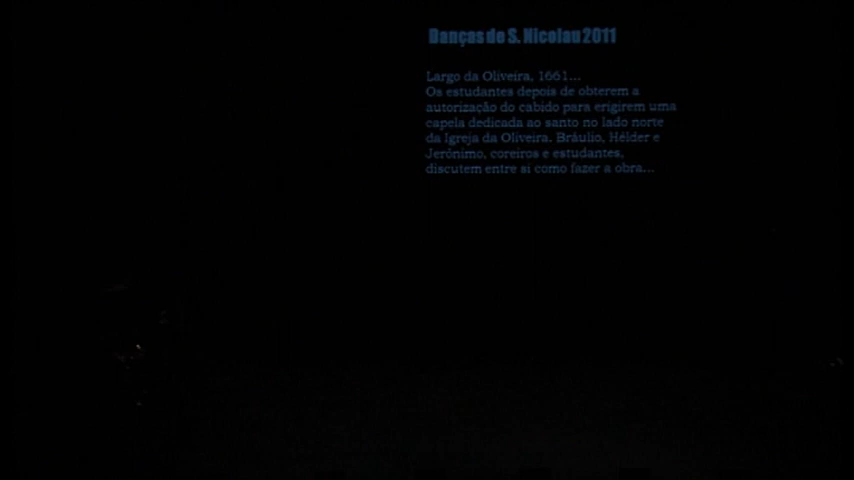 Danças de S. Nicolau 2011
Largo da Oliveira, 1661...
Os estudantes depois de obterem a
autorização do cabido para erigirem uma
capela dedicada ao santo no lado norte
da Igreja da Oliveira. Bráulio, Hélder e
Jerónimo, coreiros e estudantes,
discutem entre si como fazer a obra...